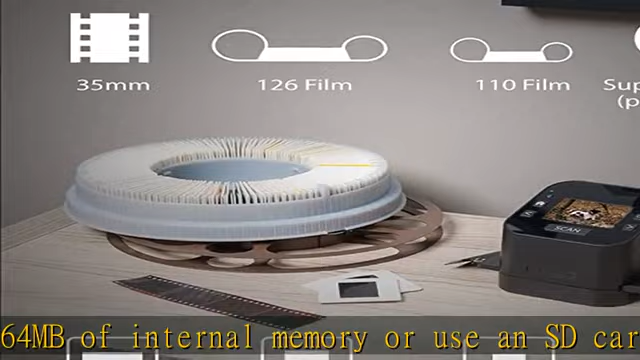 35mm
126 Film
110 Film
Sup
(p
SCAN
64MB of internal memory or use an SD car